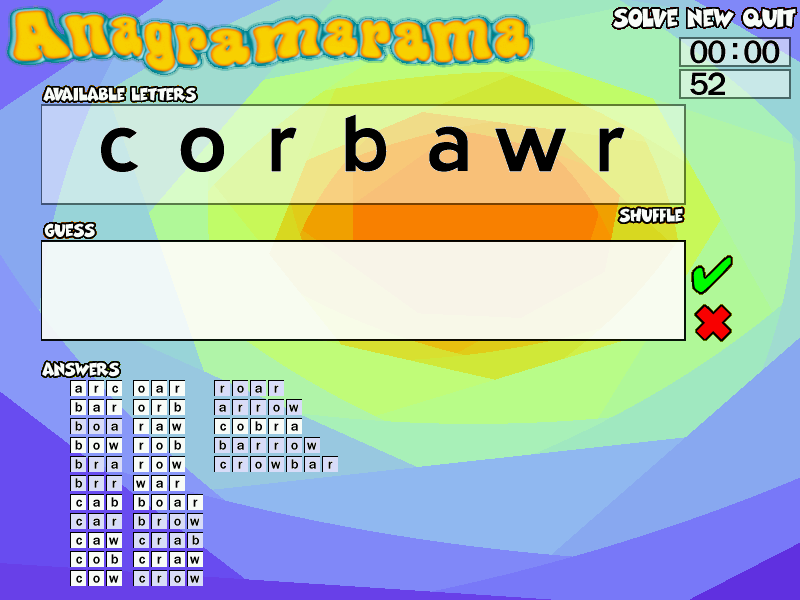 Anagramarama
SOLVE NEW QUIT
00:00
52
AVAILABLE LETTERS
c o r b a w r
SHUFFLE
GUESS
ANSWERS
arc oar roar
bar orb arrow
boa raw cobra
bow rob barrow
bra row crowbar
brr war
cab boar
car brow
caw crab
cob craw
cow crow